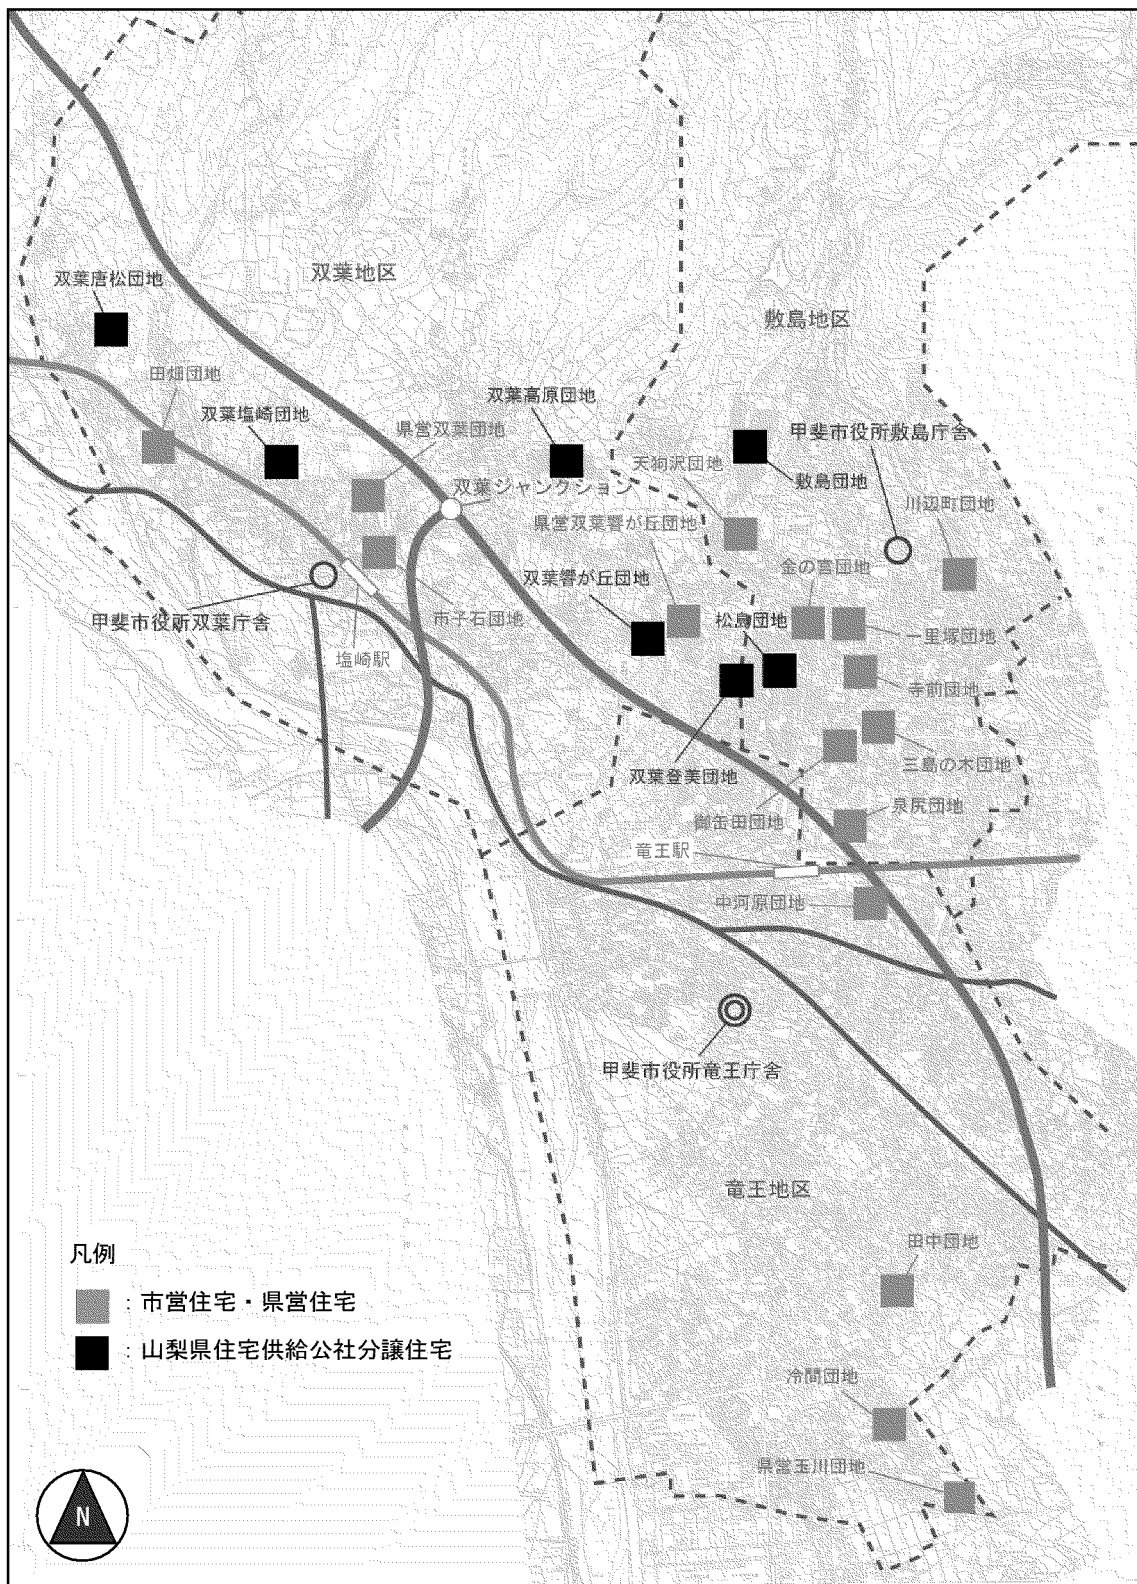 双葉地区
双葉唐松団地
敷島地区
田畑団地
双葉高原団地
双葉塩崎団地
県営双葉団地
甲斐市役所敷島庁舎
天狗沢団地
敷島団地
双葉ジャンクション
川辺町団地
県営双葉響が丘団地
金の宮団地
双葉響が丘団地
市子石団地
松島団地
甲斐市役所双葉庁舎
一里塚団地
塩崎駅
寺前団地
三島の木団地
双葉登美団地
泉尻団地
御岳田団地
竜王駅
中河原団地
甲斐市役所竜王庁舎
竜王地区
田中団地
凡例
：市営住宅・県営住宅
：山梨県住宅供給公社分譲住宅
冷間団地
県営玉川団地
N